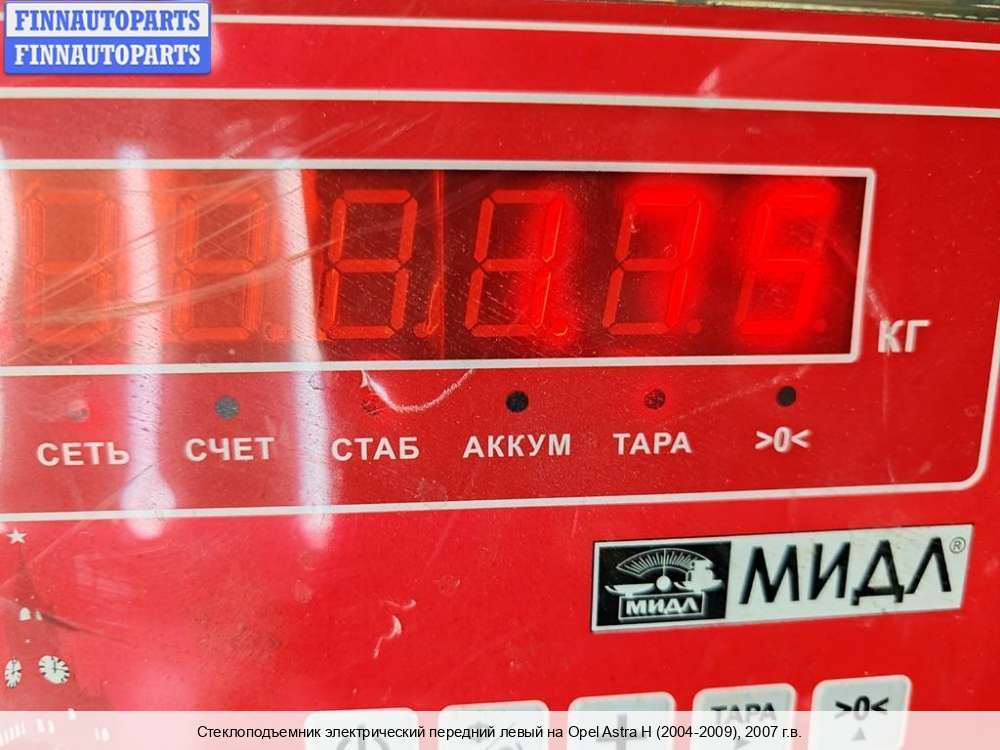 FINNAUTOPARTS
FINNAUTOPARTS
КГ
СЕТЬ СЧЕТ СТАБ АККУМ ТАРА >0<
МИДЛ МИДЛ®
ТАРА >0<
Стеклоподъемник электрический передний левый на Opel Astra H (2004-2009), 2007 г.в.